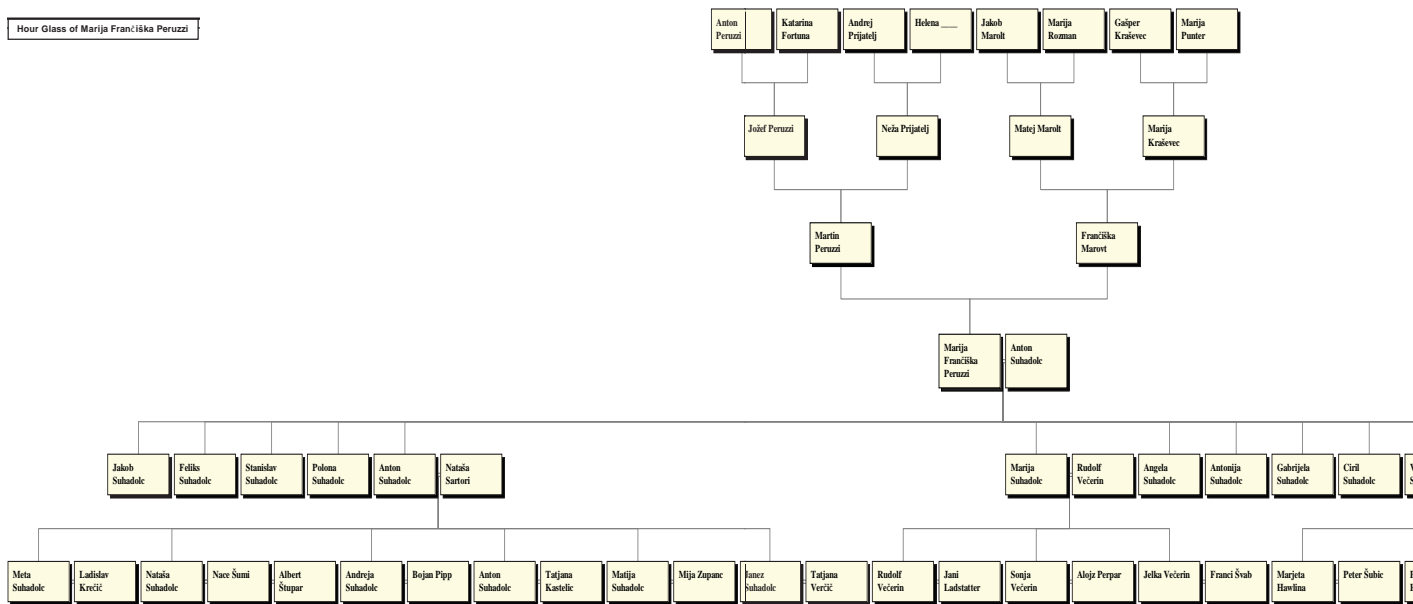 Hour Glass of Marija Frančiška Peruzzi
Anton
Peruzzi
Katarina
Fortuna
Andrej
Prijatelj
Helena ____
Jakob
Marolt
Marija
Rozman
Gašper
Kraševec
Marija
Punter
Jožef Peruzzi
Neža Prijatelj
Matej Marolt
Marija
Kraševec
Martin
Peruzzi
Frančiška
Marovt
Marija
Frančiška
Peruzzi
Anton
Suhadolc
Jakob
Suhadolc
Feliks
Suhadolc
Stanislav
Suhadolc
Polona
Suhadolc
Anton
Suhadolc
Nataša
Sartori
Marija
Suhadolc
Rudolf
Večerin
Angela
Suhadolc
Antonija
Suhadolc
Gabrijela
Suhadolc
Ciril
Suhadolc
Meta
Suhadolc
Ladislav
Krečič
Nataša
Suhadolc
Nace Šumi
Albert
Štupar
Andreja
Suhadolc
Bojan Pipp
Anton
Suhadolc
Tatjana
Kastelic
Matija
Suhadolc
Mija Zupanc
Janez
Suhadolc
Tatjana
Verčič
Rudolf
Večerin
Jani
Ladstatter
Sonja
Večerin
Alojz Perpar
Jelka Večerin
Franci Švab
Marjeta
Hawlina
Peter Šubic